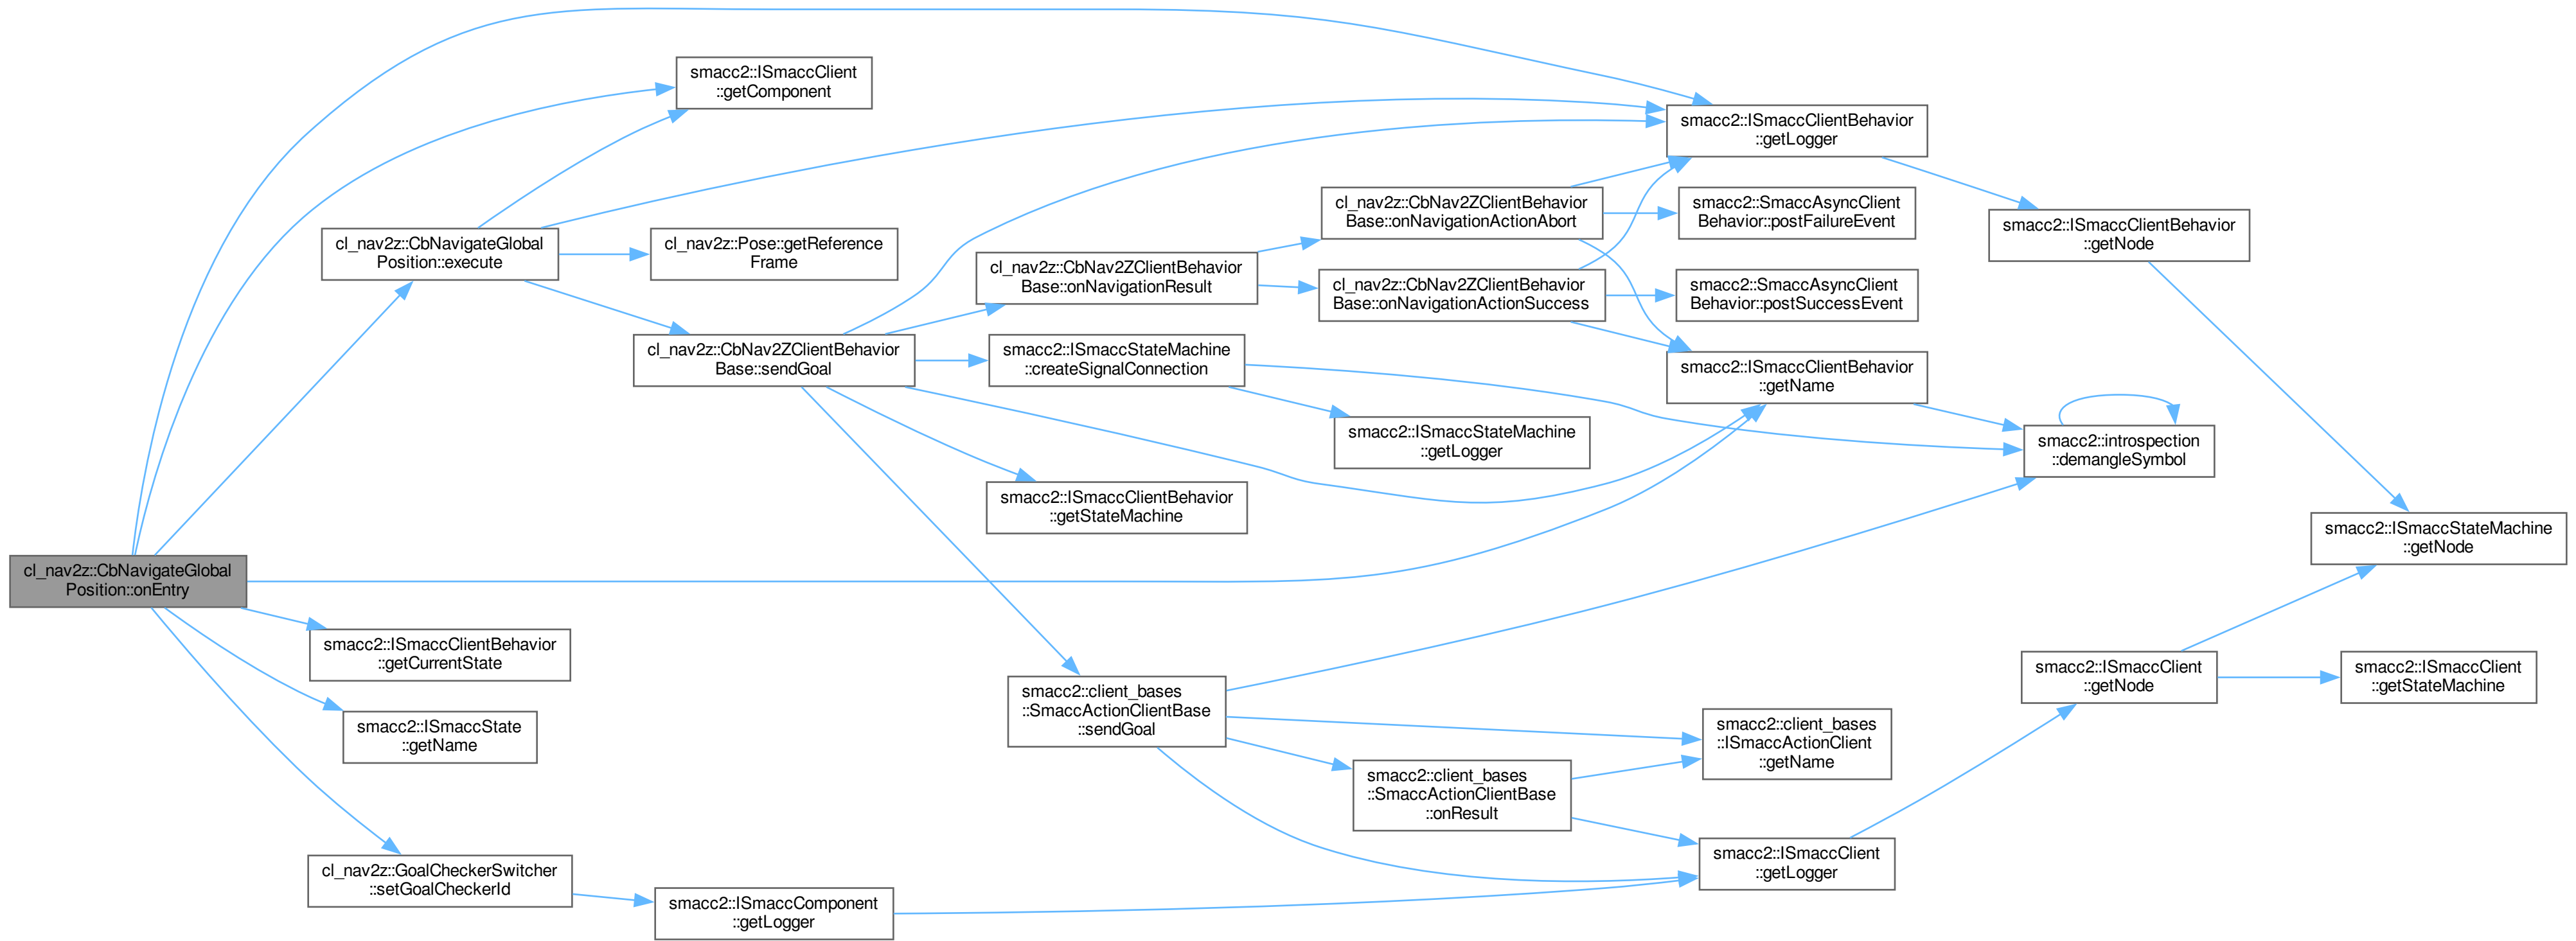 cl_nav2z::CbNavigateGlobal
Position::onEntry
smacc2::ISmaccClient
::getComponent
cl_nav2z::CbNavigateGlobal
Position::execute
smacc2::ISmaccClientBehavior
::getCurrentState
smacc2::ISmaccState
::getName
cl_nav2z::GoalCheckerSwitcher
::setGoalCheckerId
cl_nav2z::Pose::getReference
Frame
cl_nav2z::CbNav2ZClientBehavior
Base::sendGoal
smacc2::ISmaccComponent
::getLogger
cl_nav2z::CbNav2ZClientBehavior
Base::onNavigationResult
smacc2::ISmaccStateMachine
::createSignalConnection
smacc2::ISmaccClientBehavior
::getStateMachine
smacc2::client_bases
::SmaccActionClientBase
::sendGoal
cl_nav2z::CbNav2ZClientBehavior
Base::onNavigationActionAbort
cl_nav2z::CbNav2ZClientBehavior
Base::onNavigationActionSuccess
smacc2::ISmaccStateMachine
::getLogger
smacc2::client_bases
::SmaccActionClientBase
::onResult
smacc2::ISmaccClientBehavior
::getLogger
smacc2::SmaccAsyncClient
Behavior::postFailureEvent
smacc2::SmaccAsyncClient
Behavior::postSuccessEvent
smacc2::ISmaccClientBehavior
::getName
smacc2::client_bases
::ISmaccActionClient
::getName
smacc2::ISmaccClient
::getLogger
smacc2::ISmaccClientBehavior
::getNode
smacc2::introspection
::demangleSymbol
smacc2::ISmaccClient
::getNode
smacc2::ISmaccStateMachine
::getNode
smacc2::ISmaccClient
::getStateMachine